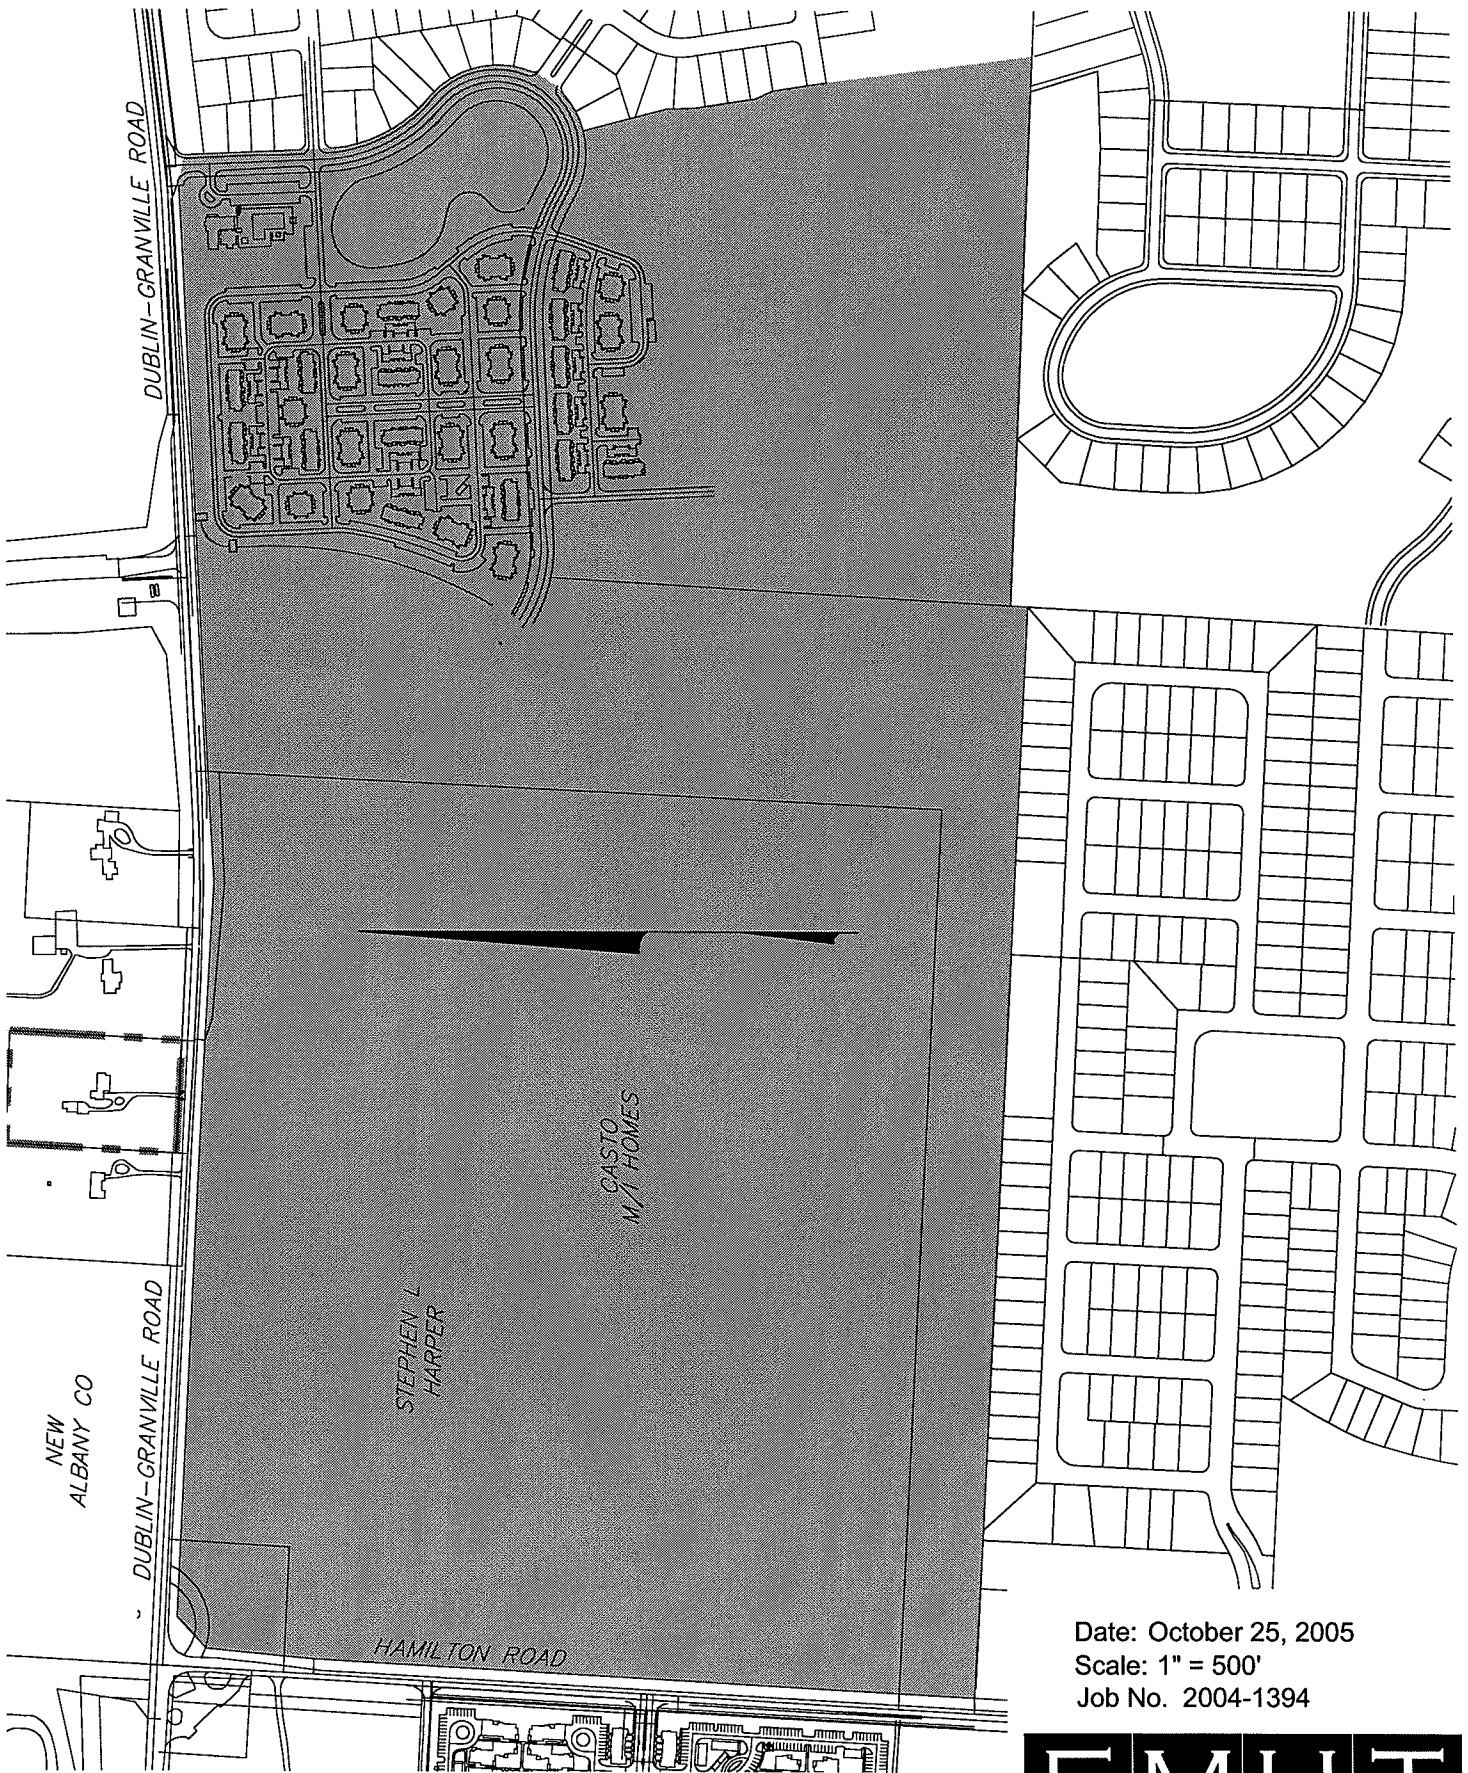 DUBLIN-GRANVILLE ROAD
CASTO
M/I HOMES
STEPHEN L
HARPER
DUBLIN-GRANVILLE ROAD
NEW
ALBANY CO
HAMILTON ROAD
Date: October 25, 2005
Scale: 1" = 500'
Job No. 2004-1394
EMHT